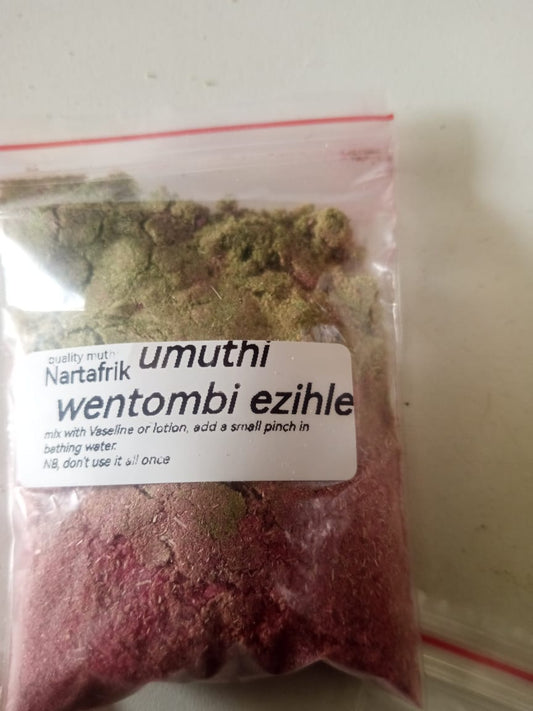 quality muthi
Nartafrik umuthi
wentombi ezihle
mix with Vaseline or lotion, add a small pinch in
bathing water.
NB, don't use it all once